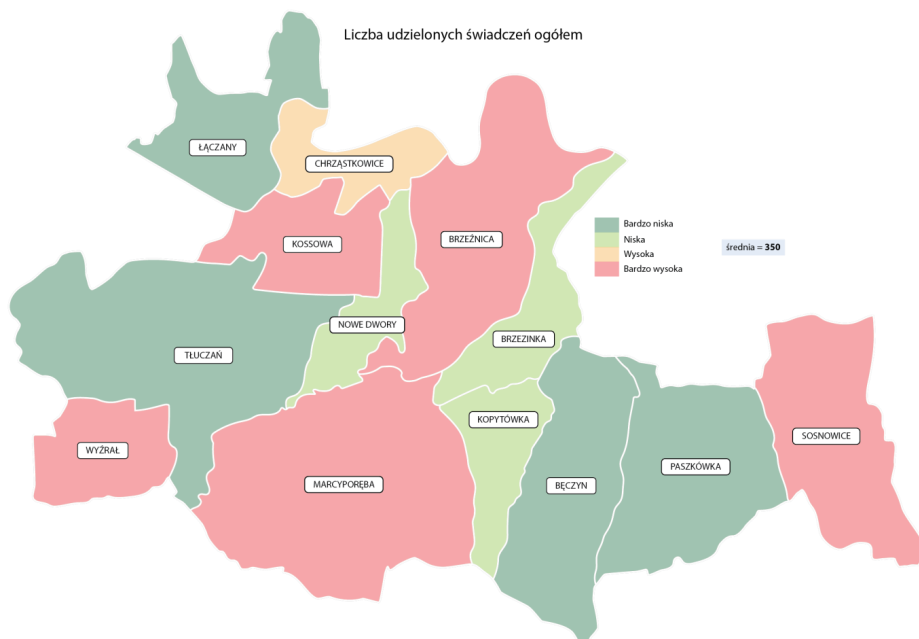 Liczba udzielonych świadczeń ogółem
ŁĄCZANY
CHRZĄSTKOWICE
KOSSOWA
BRZEŹNICA
Bardzo niska
Niska
Wysoka
Bardzo wysoka
średnia = 350
NOWE DWORY
BRZEZINKA
TŁUCZAŃ
KOPYTÓWKA
SOSNOWICE
WYŹRAŁ
PASZKÓWKA
MARCYPORĘBA
BĘCZYN